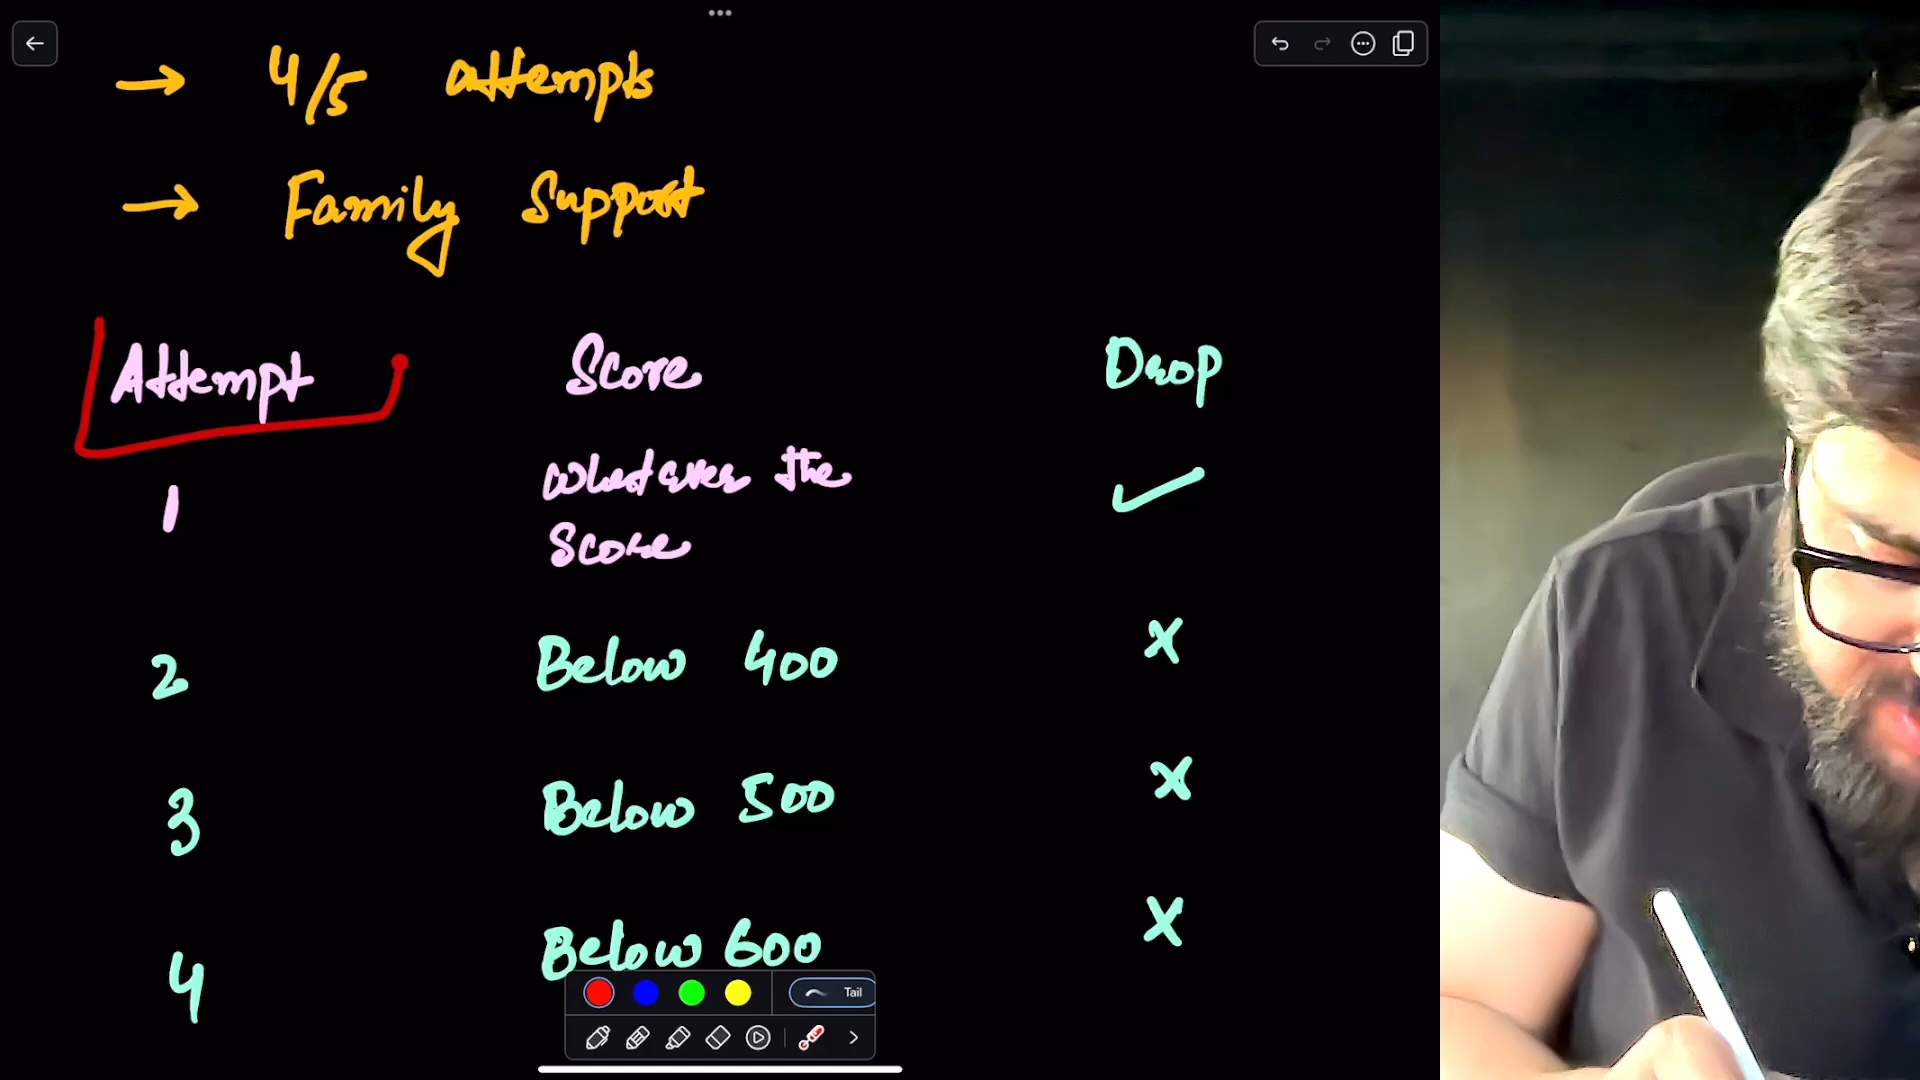 → 4/5 attempts
→ Family Support
Attempt Score Drop
1 Whatever the Score ✓
2 Below 400 x
3 Below 500 x
4 Below 600 x
Tail